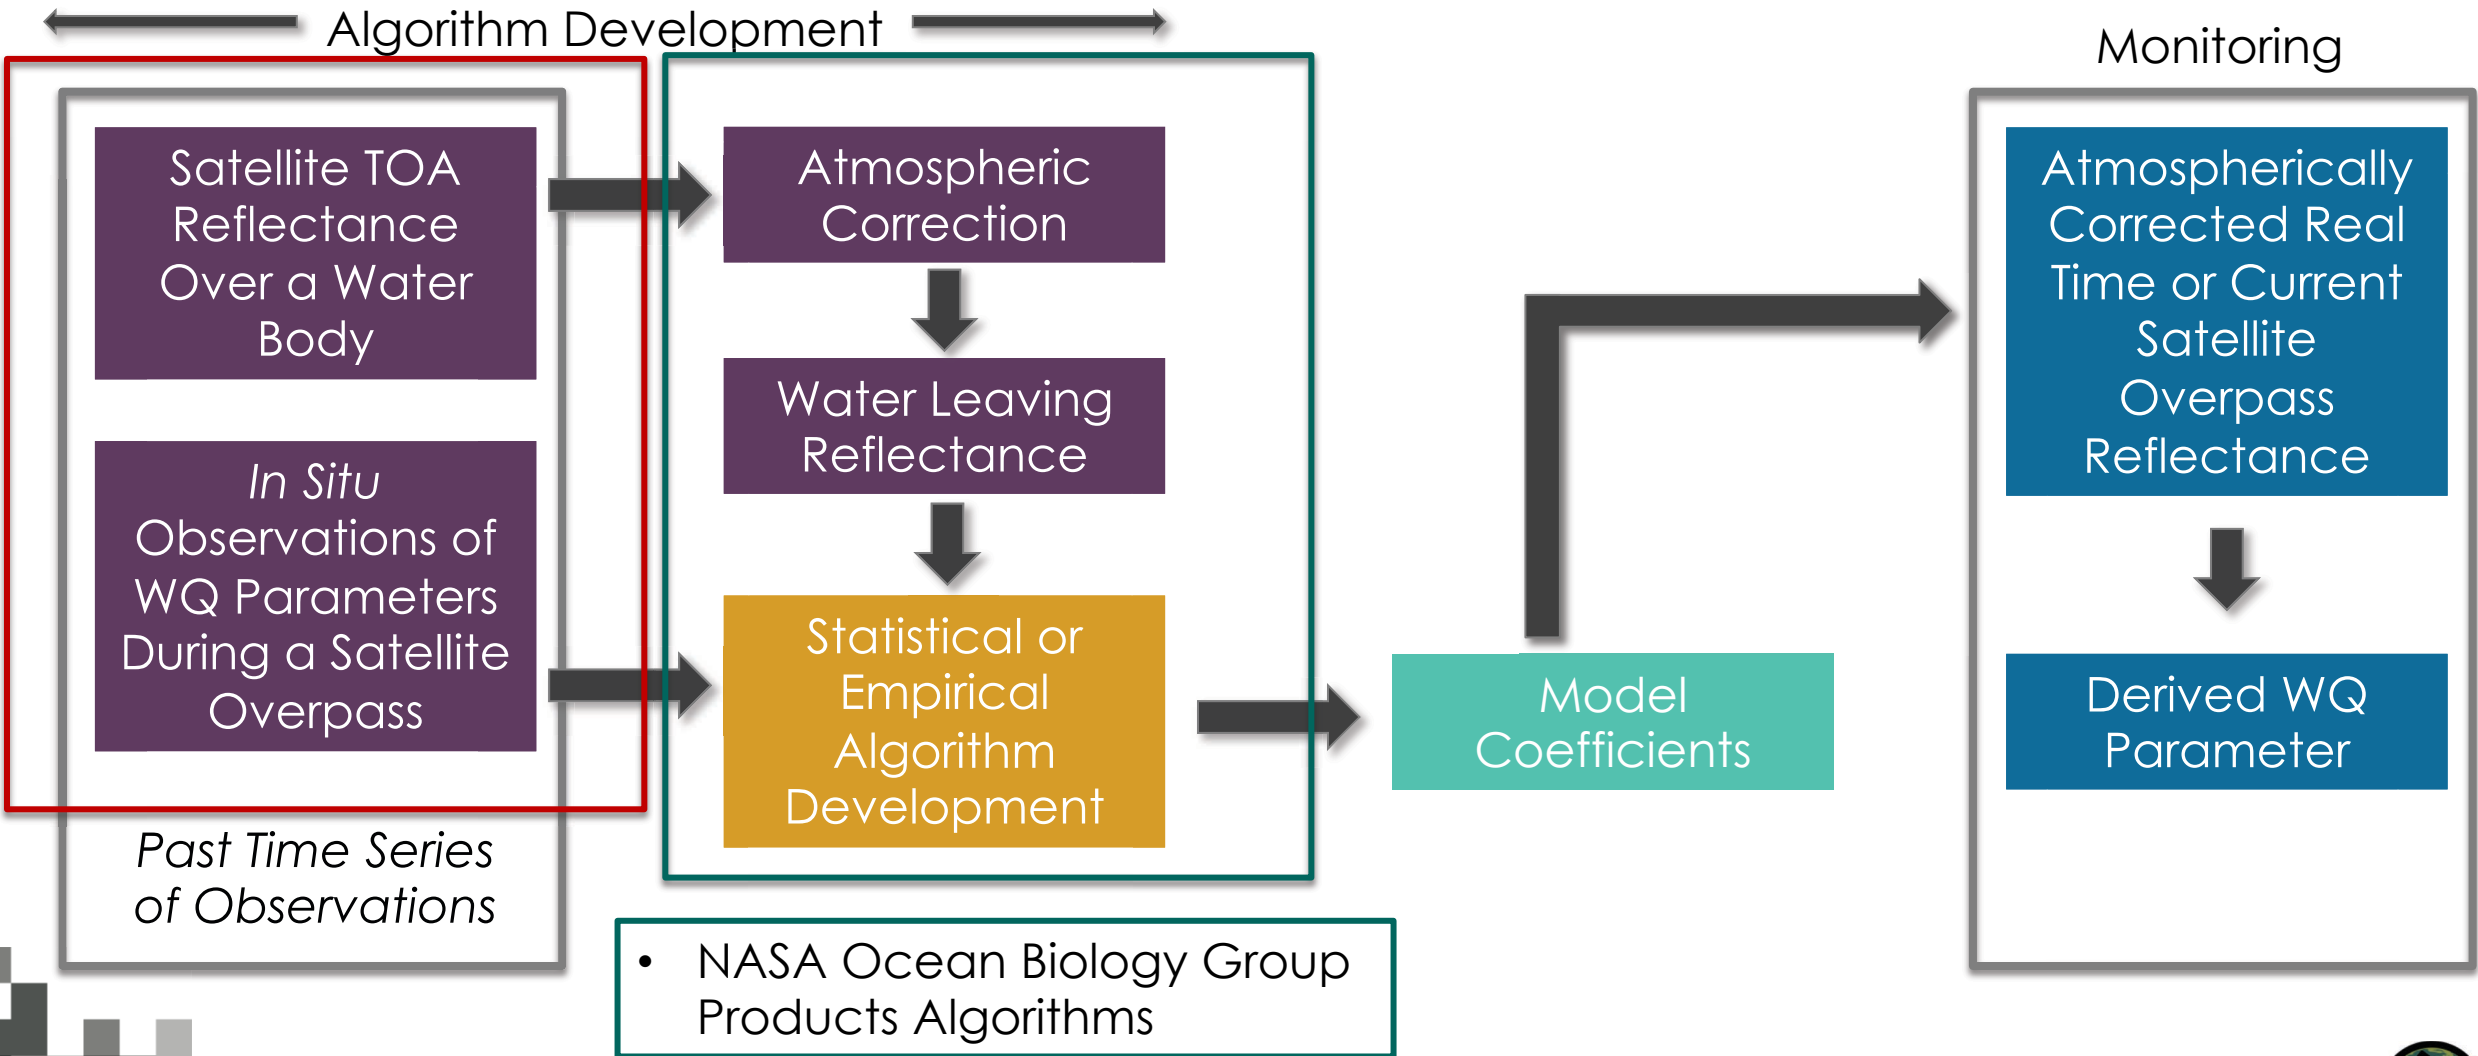 Algorithm Development
Monitoring
Satellite TOA
Reflectance
Over a Water
Body
In Situ
Observations of
WQ Parameters
During a Satellite
Overpass
Past Time Series
of Observations
Atmospheric
Correction
Water Leaving
Reflectance
Statistical or
Empirical
Algorithm
Development
• NASA Ocean Biology Group
Products Algorithms
Model
Coefficients
Atmospherically
Corrected Real
Time or Current
Satellite
Overpass
Reflectance
Derived WQ
Parameter